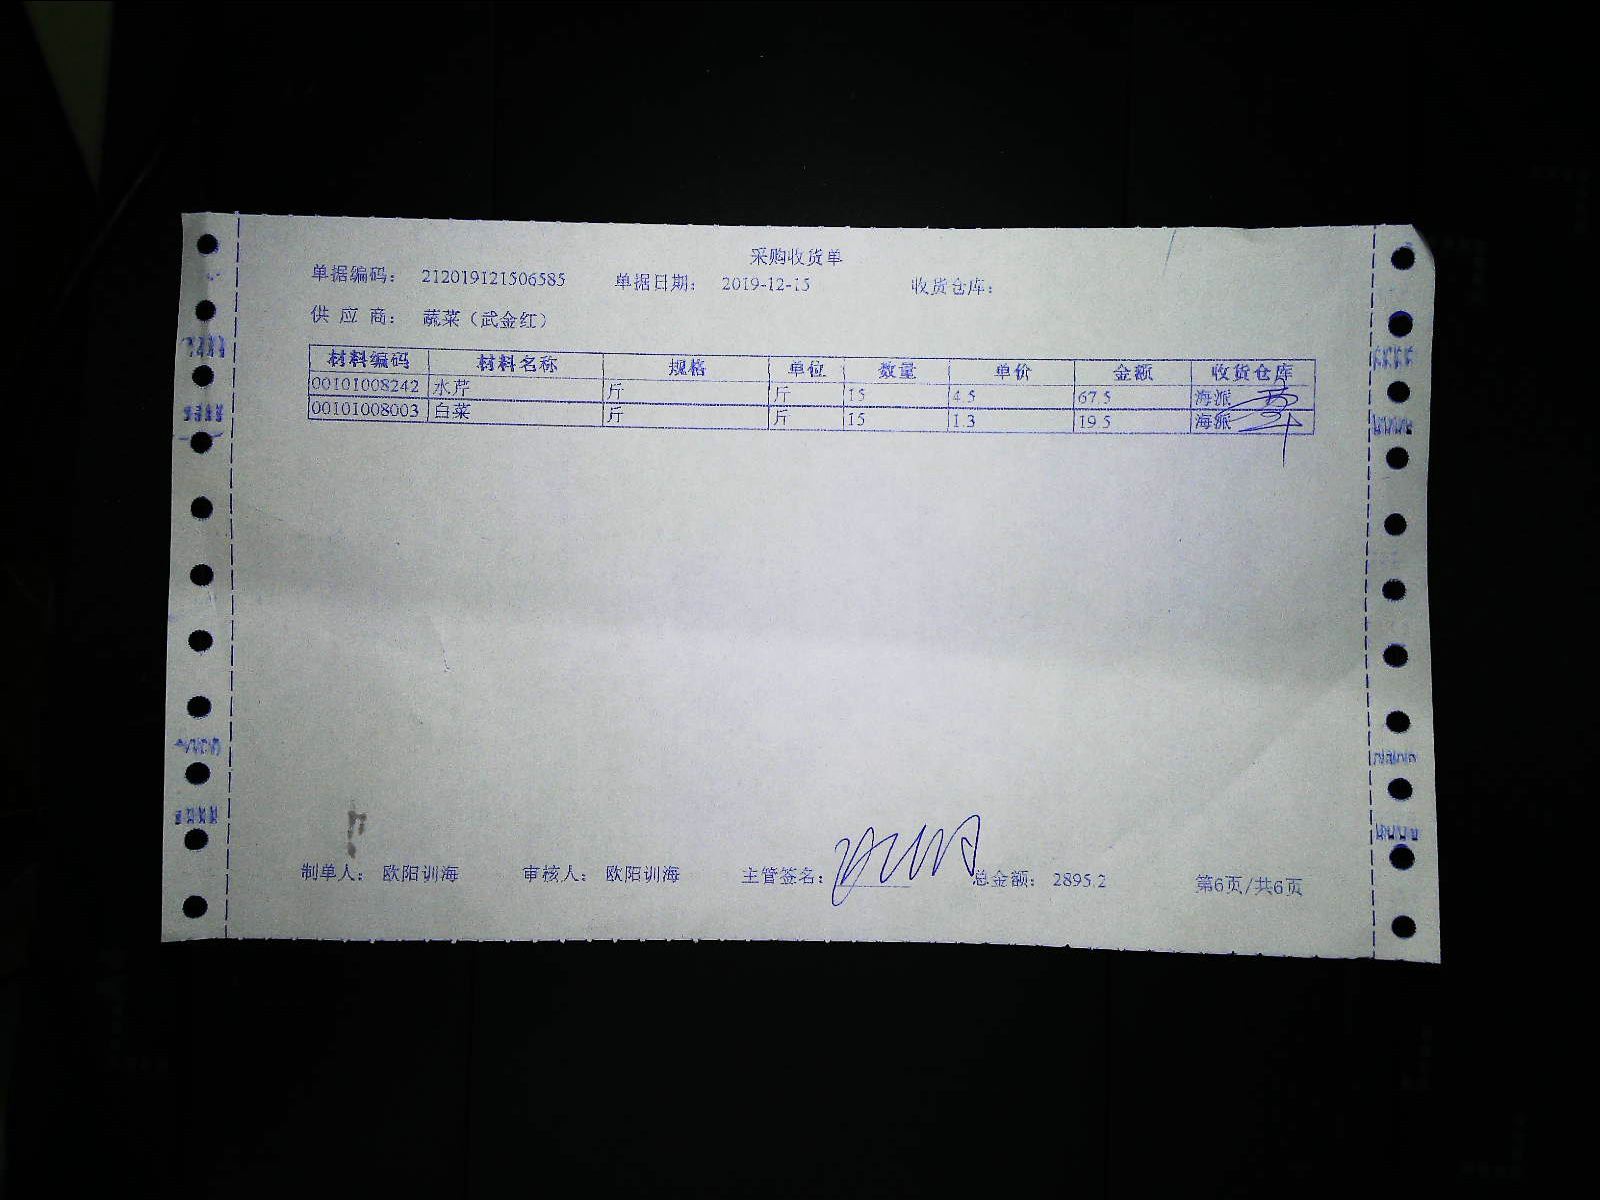 采购收货单
单据编码： 212019121506585 单据日期： 2019-12-15 收货仓库：
供 应 商： 蔬菜（武金红）
材料编码 材料名称 规格 单位 数量 单价 金额 收货仓库
00101008242 水芹 斤 斤 15 4.5 67.5 海派
00101008003 白菜 斤 斤 15 1.3 19.5 海派
制单人： 欧阳训海 审核人： 欧阳训海 主管签名： 总金额： 2895.2 第6页/共6页